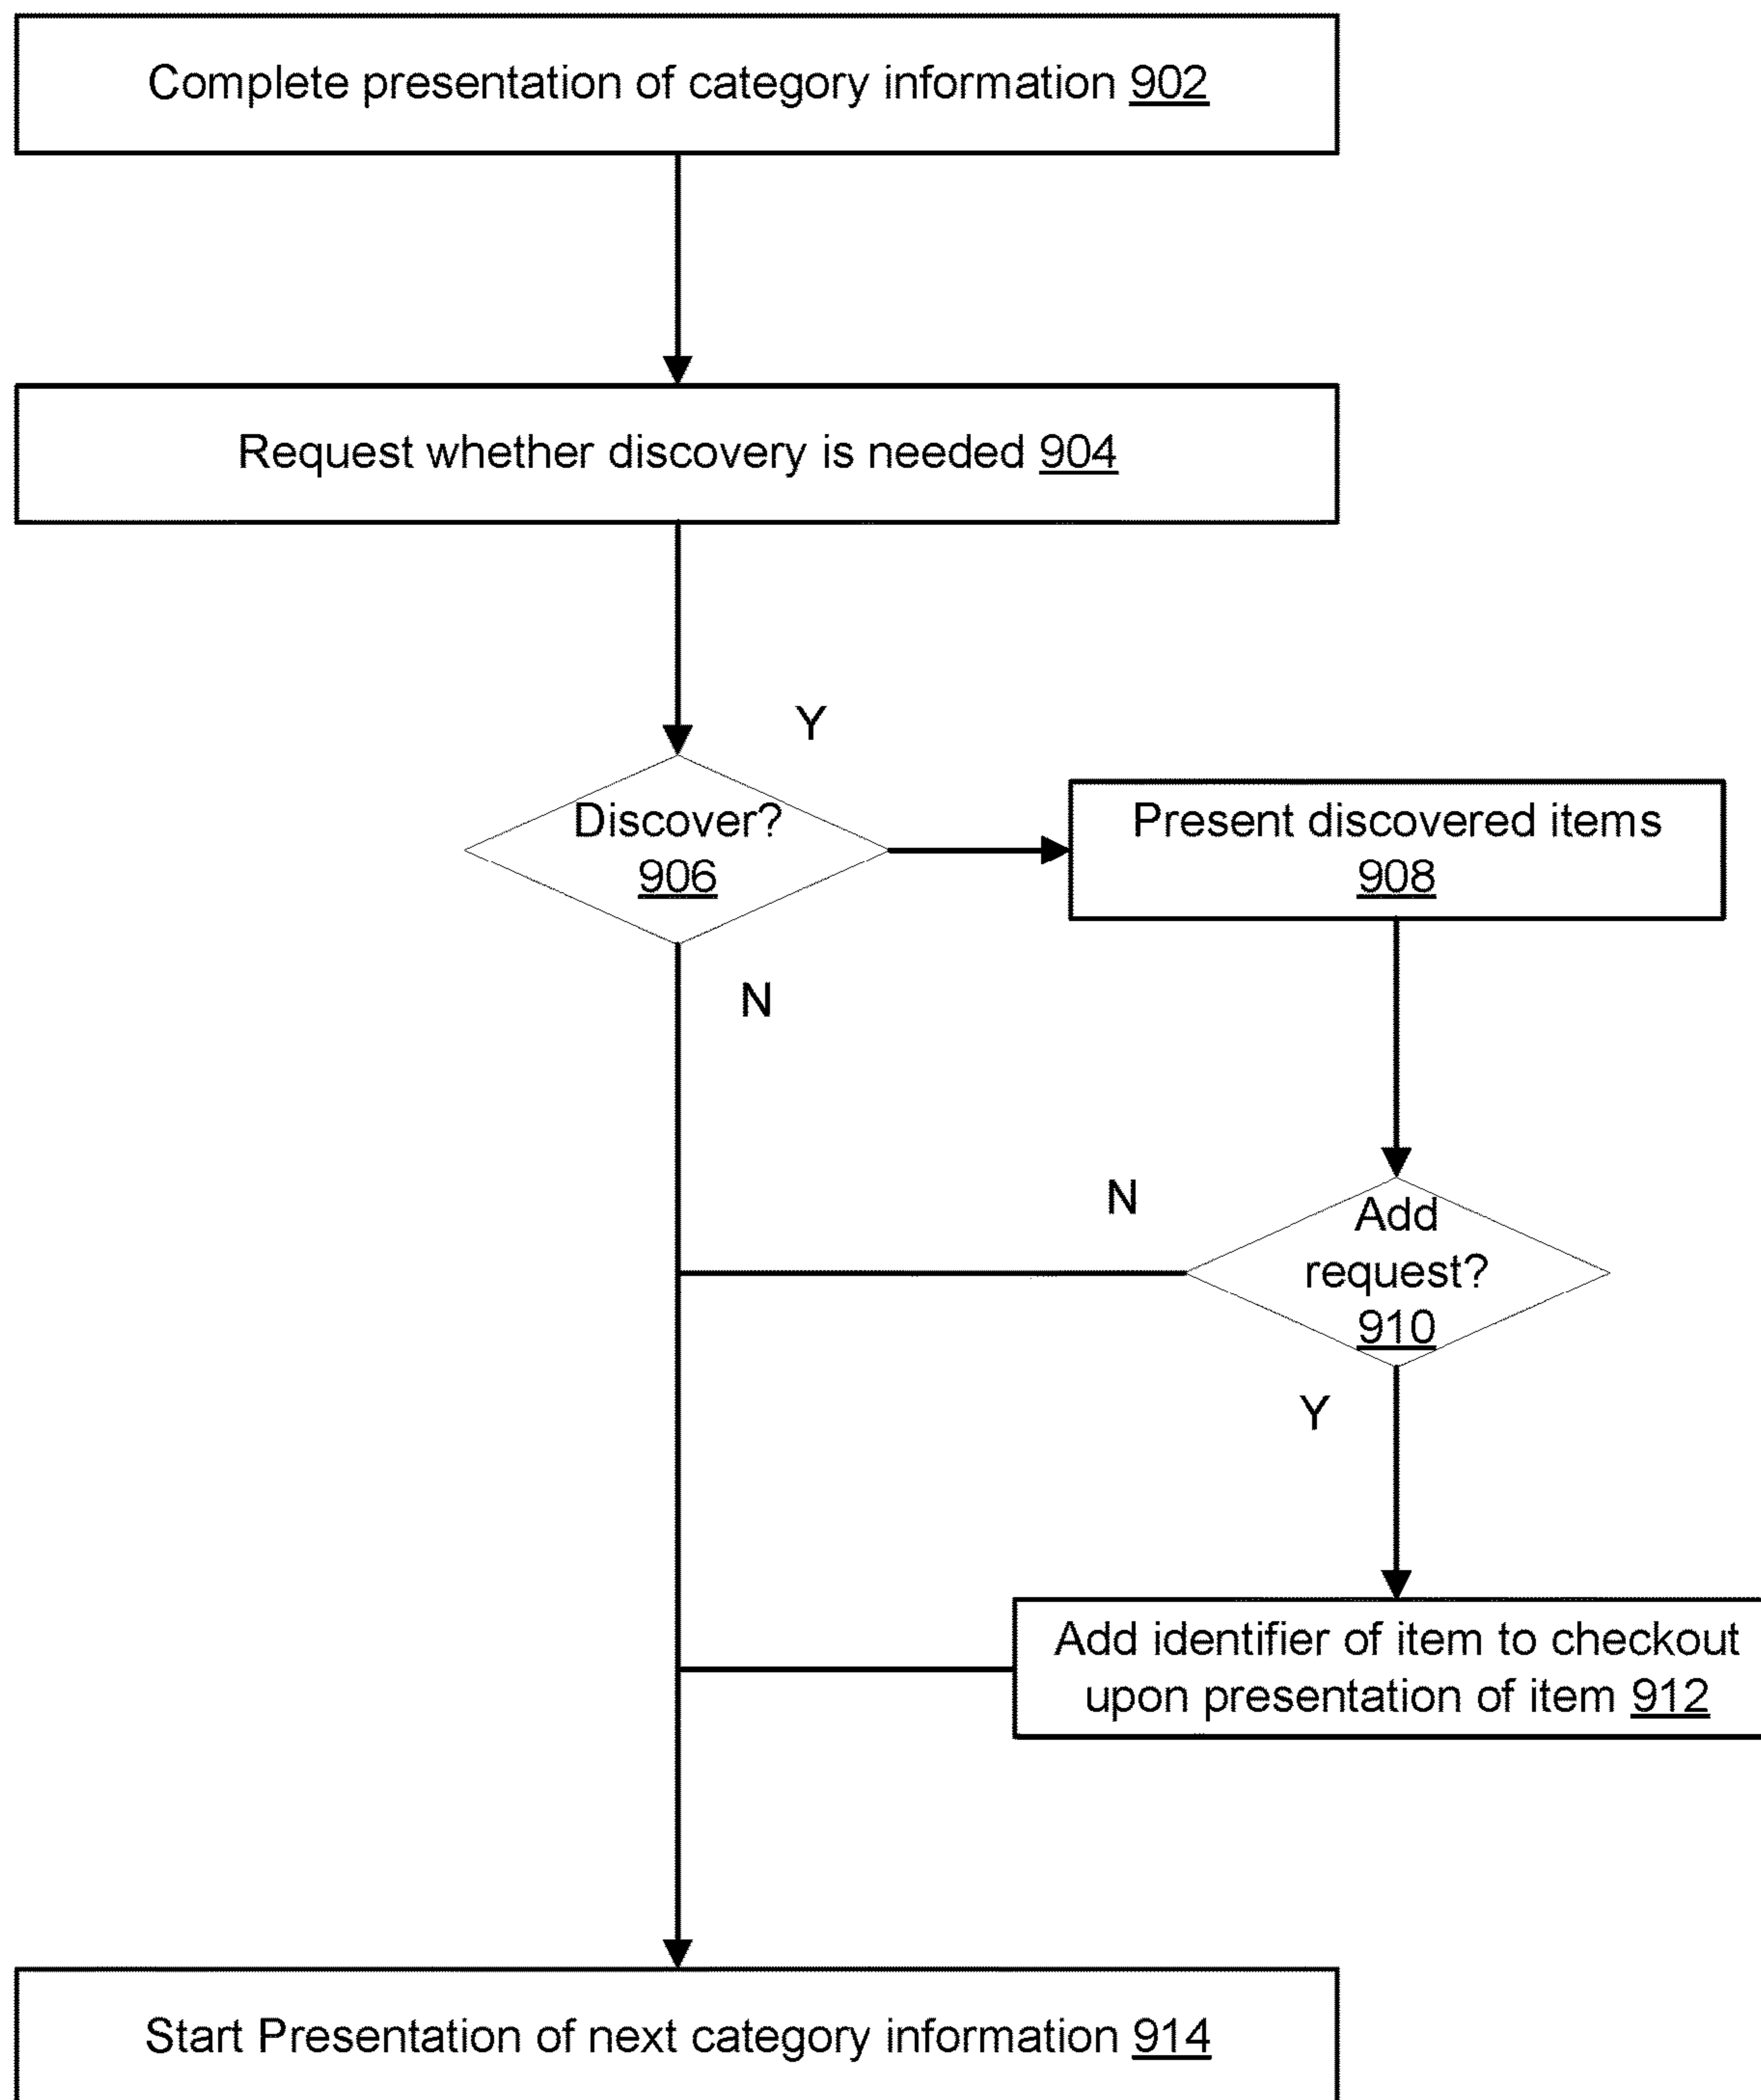 Complete presentation of category information 902
Request whether discovery is needed 904
Y
Discover?
906
Present discovered items
908
N
N
Add
request?
910
Y
Add identifier of item to checkout
upon presentation of item 912
Start Presentation of next category information 914